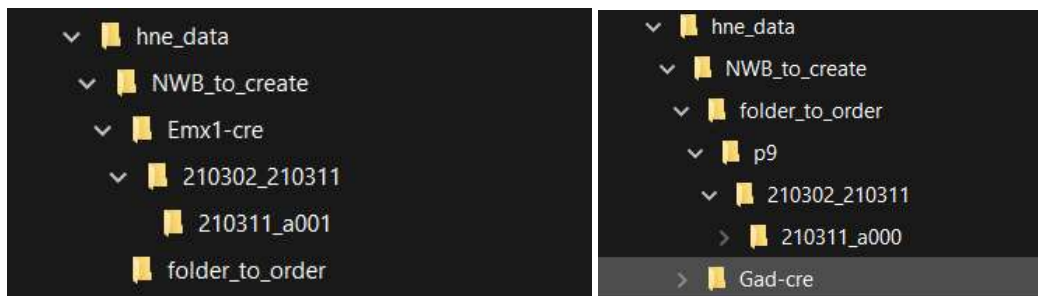 hne_data
NWB_to_create
Emx1-cre
210302_210311
210311_a001
folder_to_order
hne_data
NWB_to_create
folder_to_order
p9
210302_210311
210311_a000
Gad-cre